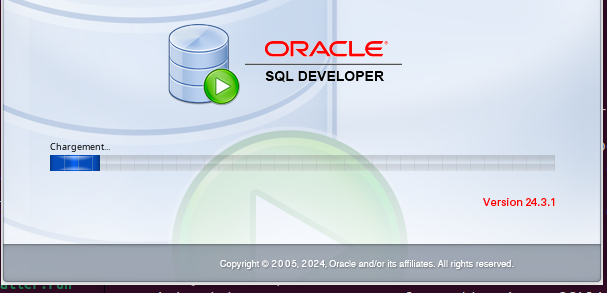 ORACLE
SQL DEVELOPER
Chargement...
Version 24.3.1
Copyright © 2005, 2024, Oracle and/or its affiliates. All rights reserved.